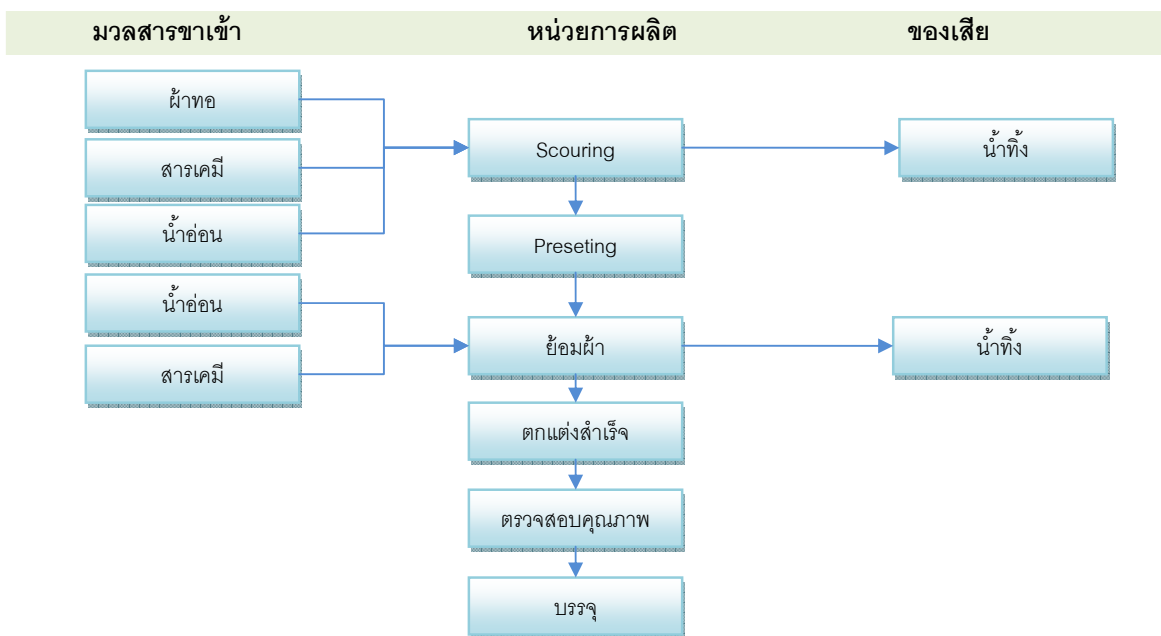 มวลสารขาเข้า หน่วยการผลิต ของเสีย
ผ้าทอ
สารเคมี
น้ำอ่อน
น้ำอ่อน
สารเคมี
Scouring
Preseting
ย้อมผ้า
ตกแต่งสำเร็จ
ตรวจสอบคุณภาพ
บรรจุ
น้ำทิ้ง
น้ำทิ้ง